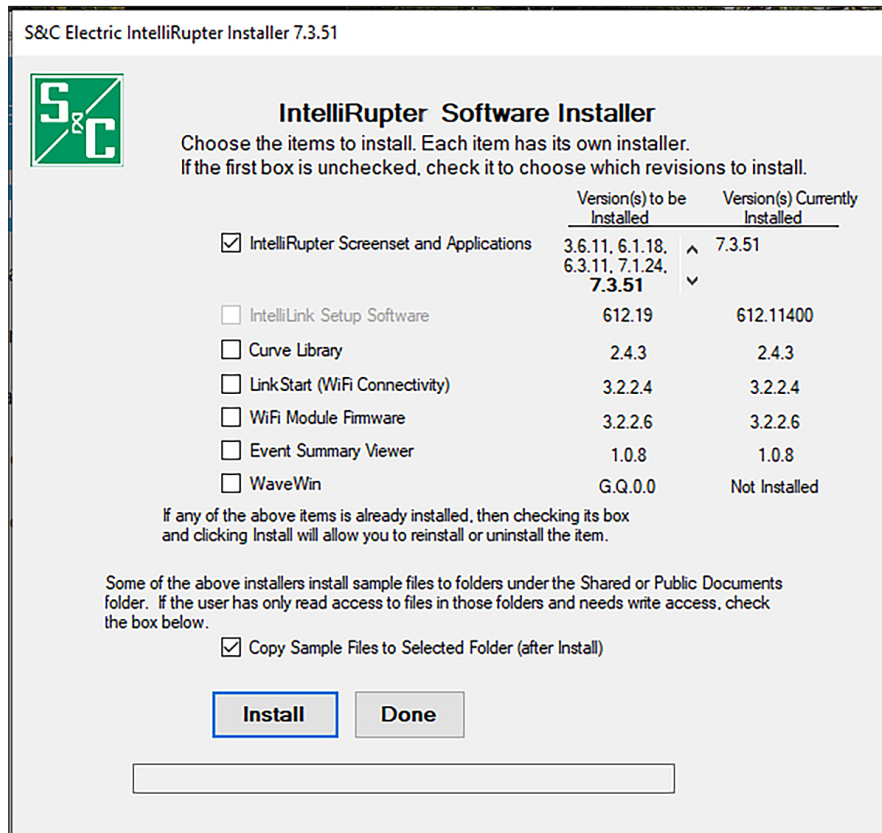 S&C Electric IntelliRupter Installer 7.3.51
S&C
IntelliRupter Software Installer
Choose the items to install. Each item has its own installer.
If the first box is unchecked, check it to choose which revisions to install.
Version(s) to be Installed
Version(s) Currently Installed
IntelliRupter Screenset and Applications
3.6.11, 6.1.18,
6.3.11, 7.1.24,
7.3.51
7.3.51
IntelliLink Setup Software 612.19 612.11400
Curve Library 2.4.3 2.4.3
LinkStart (WiFi Connectivity) 3.2.2.4 3.2.2.4
WiFi Module Firmware 3.2.2.6 3.2.2.6
Event Summary Viewer 1.0.8 1.0.8
WaveWin G.Q.0.0 Not Installed
If any of the above items is already installed, then checking its box
and clicking Install will allow you to reinstall or uninstall the item.
Some of the above installers install sample files to folders under the Shared or Public Documents
folder. If the user has only read access to files in those folders and needs write access, check
the box below.
Copy Sample Files to Selected Folder (after Install)
Install Done